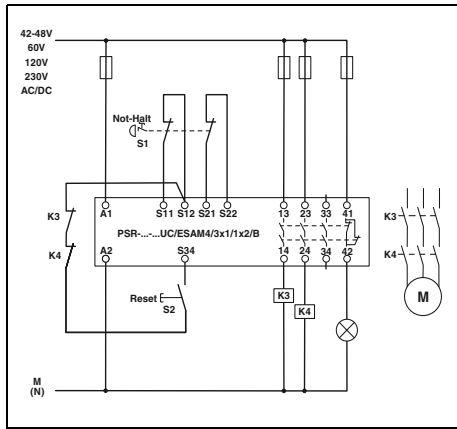 42-48V
60V
120V
230V
AC/DC
Not-Halt
S1
A1 S11 S12 S21 S22 13 23 33 41
K3
PSR-...-...UC/ESAM4/3x1/1x2/B
K3
K4
A2 S34 14 24 34 42
K4
Reset
S2
K3
K4
M
M
(N)